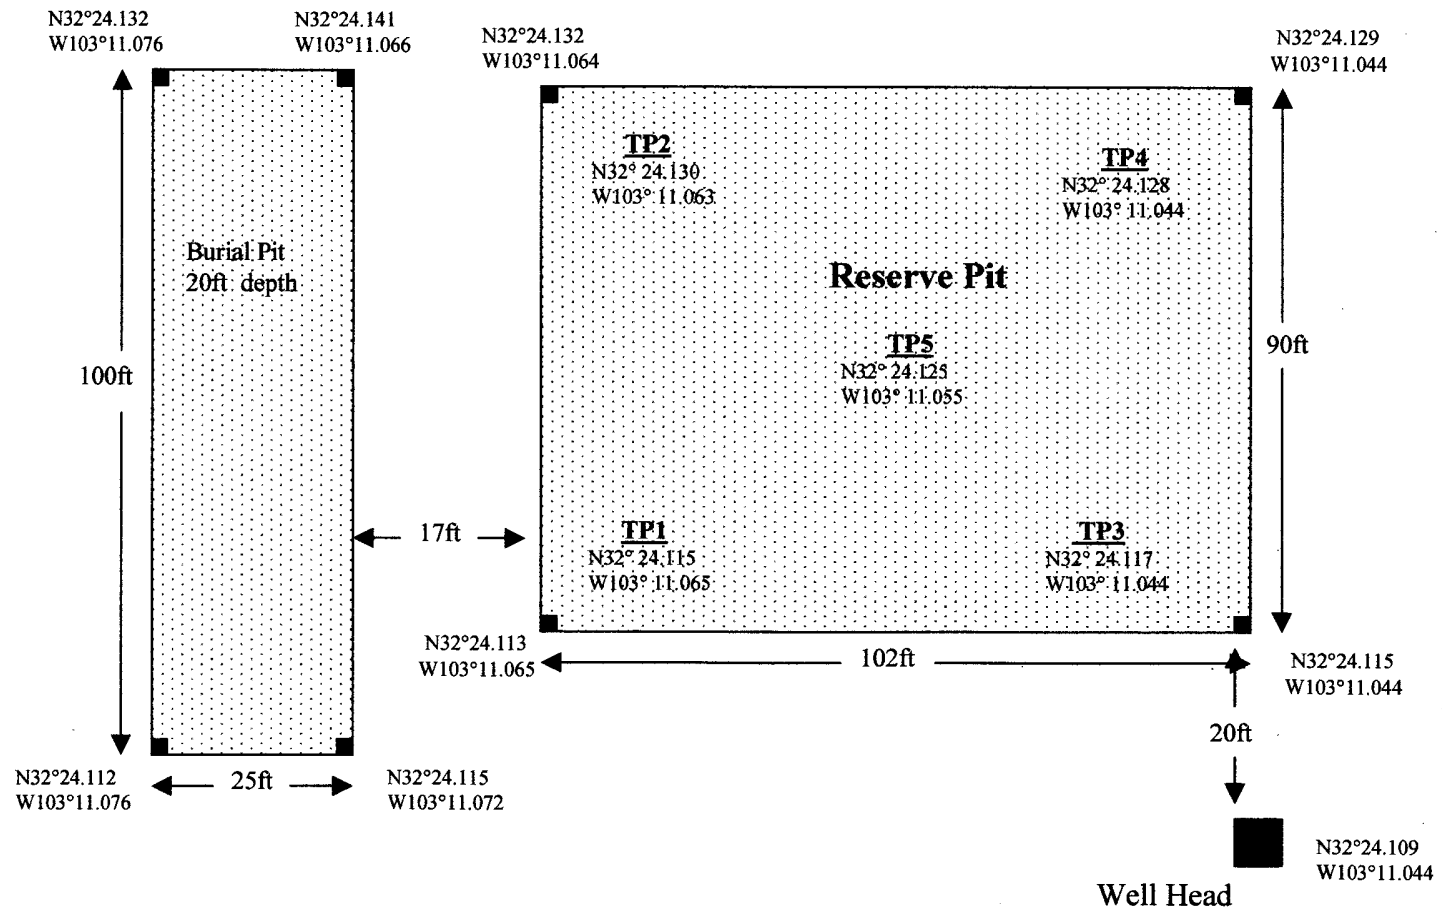 N32°24.132
W103°11.076
N32°24.141
W103°11.066
N32°24.132
W103°11.064
N32°24.129
W103°11.044
TP2
N32° 24.130
W103° 11.063
TP4
N32° 24.128
W103° 11.044
Burial Pit
20ft depth
Reserve Pit
TP5
N32° 24.125
W103° 11.055
90ft
100ft
17ft
TP1
N32° 24.115
W103° 11.065
TP3
N32° 24.117
W103° 11.044
N32°24.113
W103°11.065
102ft
N32°24.115
W103°11.044
20ft
N32°24.112
W103°11.076
25ft
N32°24.115
W103°11.072
N32°24.109
W103°11.044
Well Head